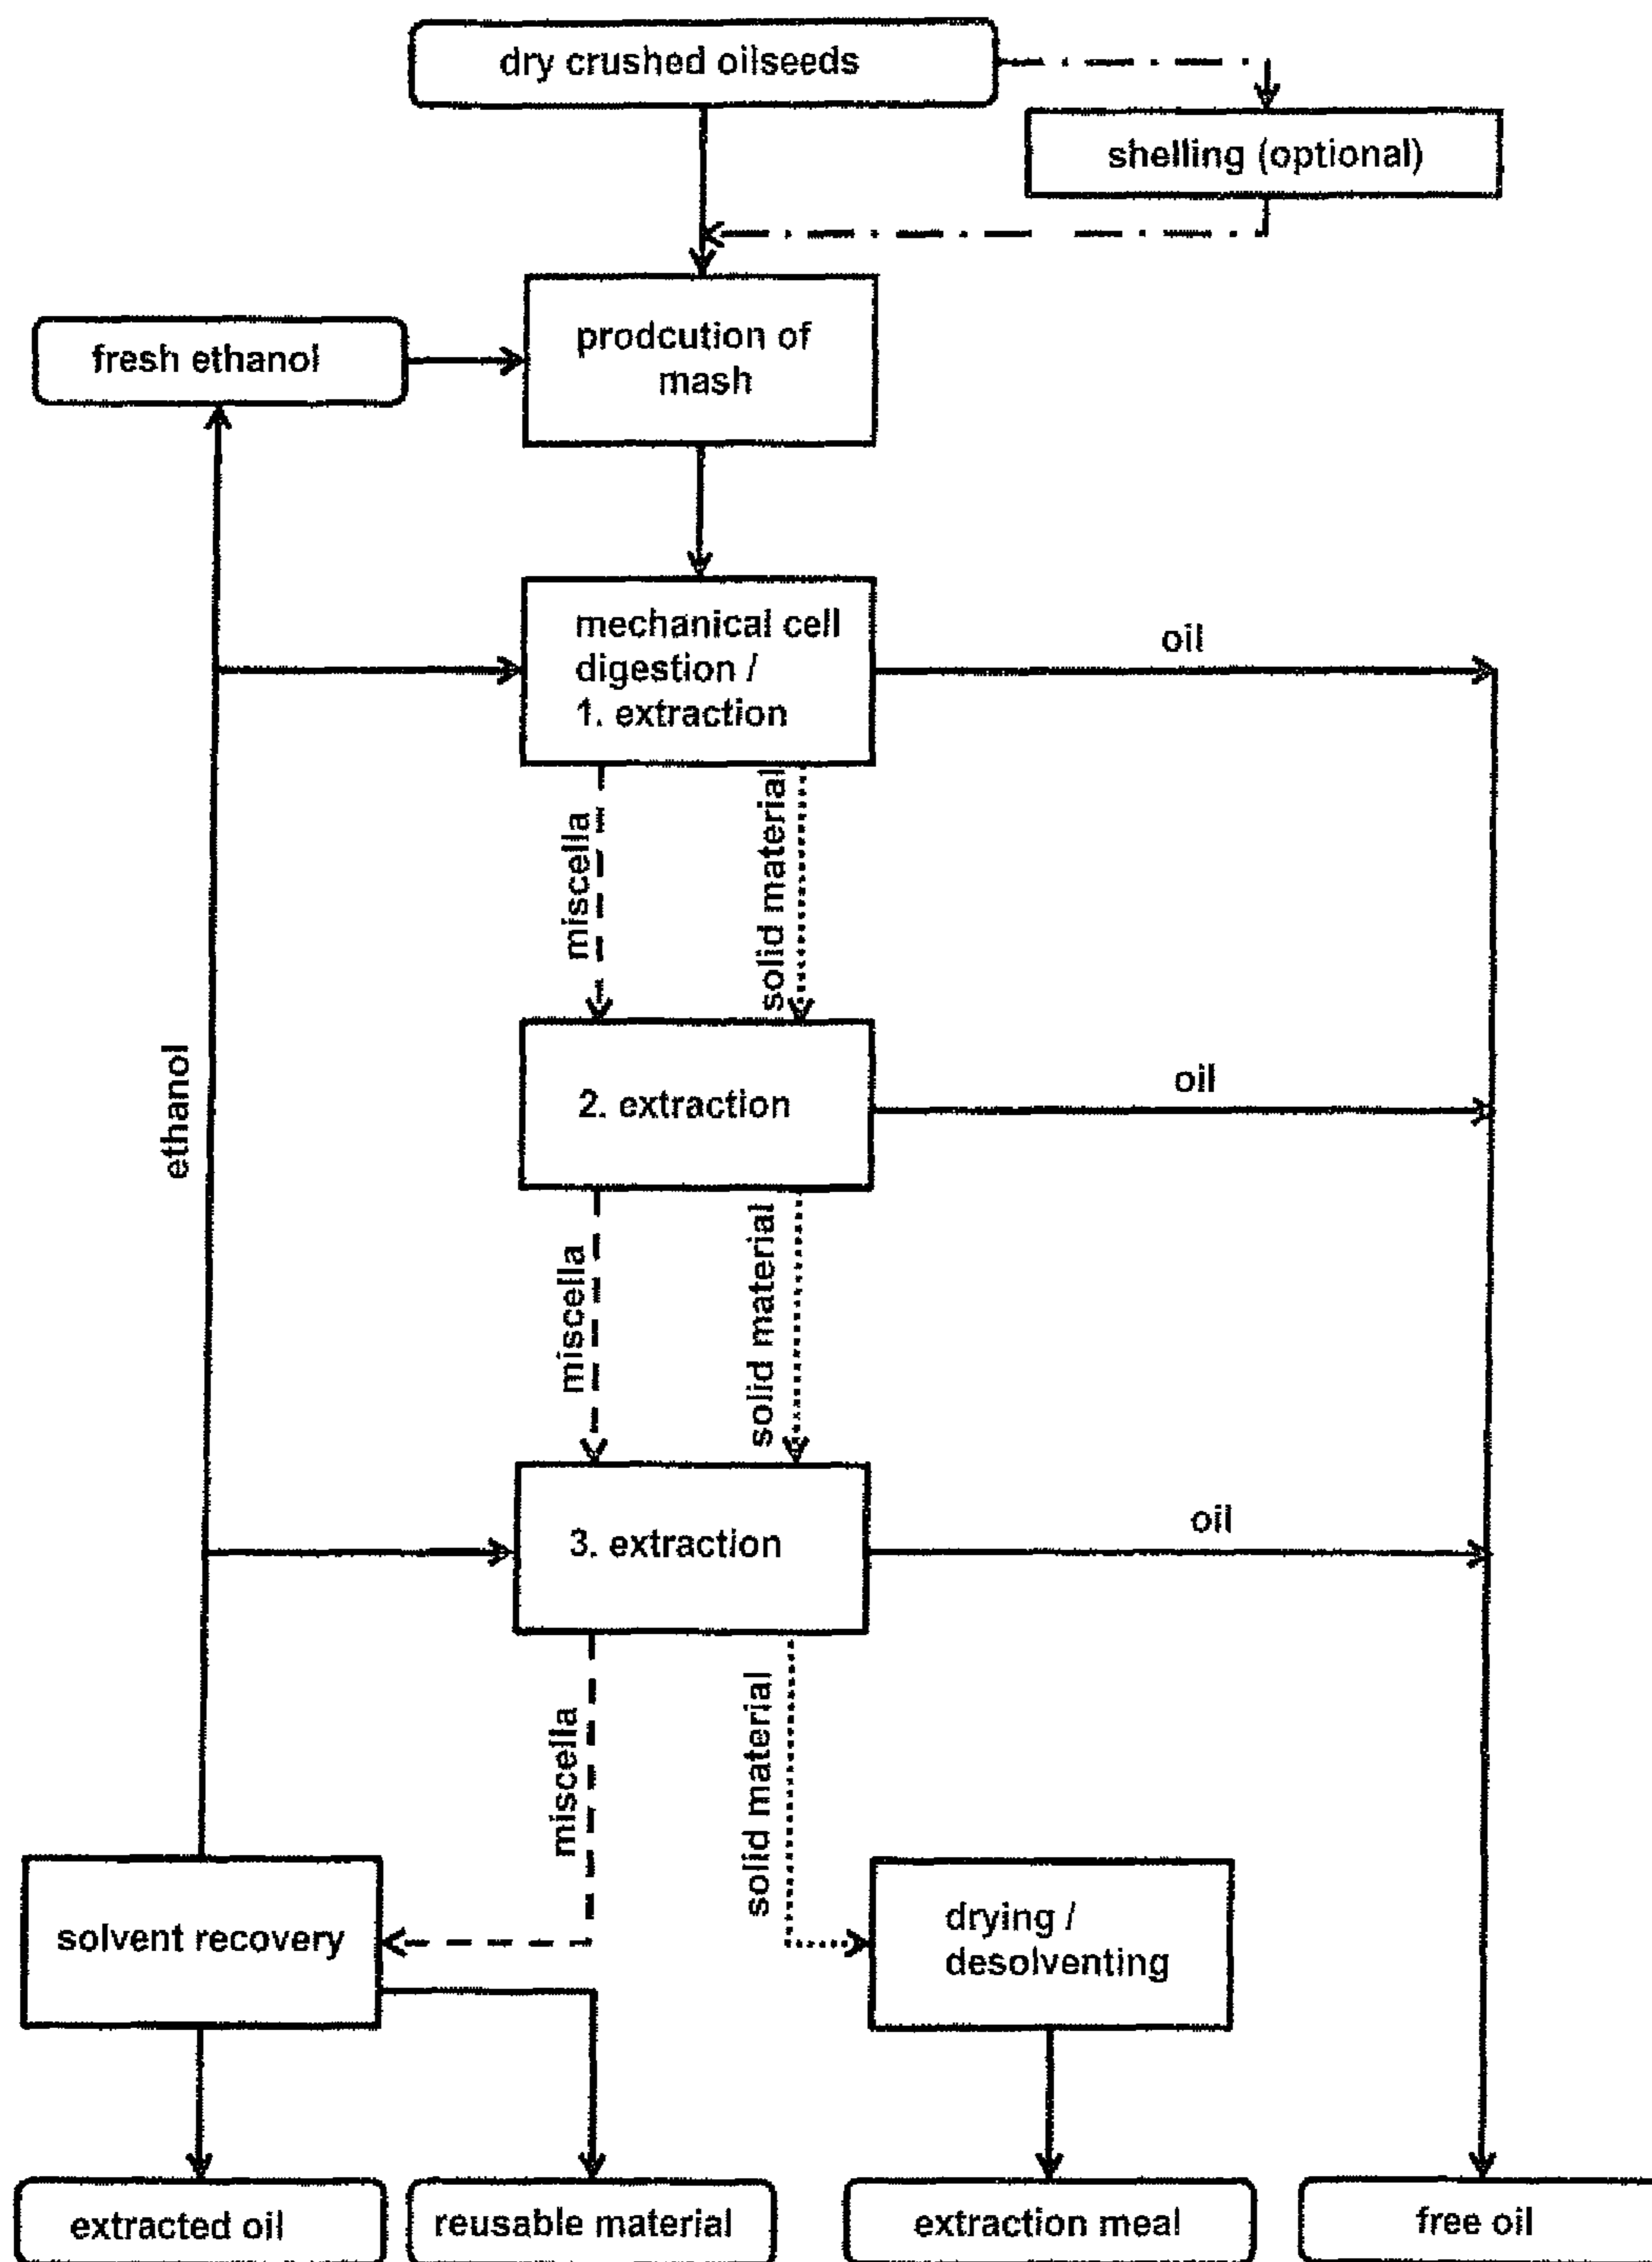 dry crushed oilseeds
shelling (optional)
fresh ethanol
prodcution of
mash
mechanical cell
digestion /
1. extraction
oil
miscella
solid material
ethanol
2. extraction
oil
miscella
solid material
3. extraction
oil
miscella
solid material
solvent recovery
drying /
desolventing
extracted oil
reusable material
extraction meal
free oil